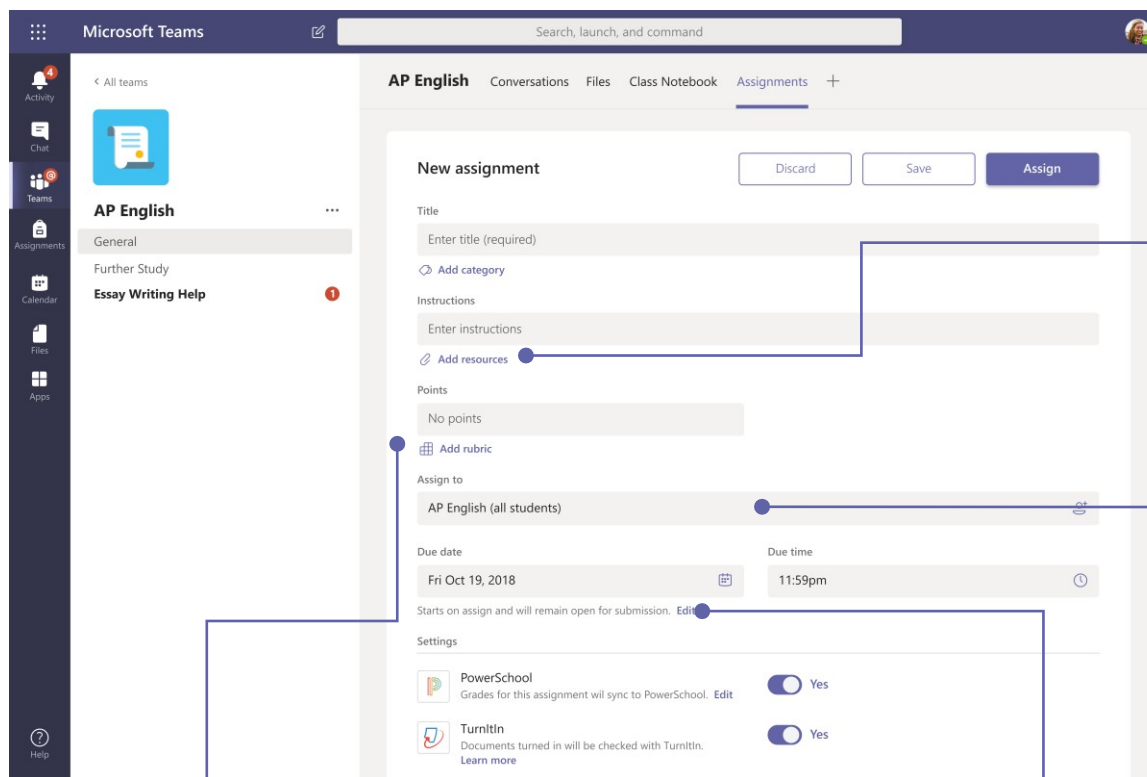 Microsoft Teams
Search, launch, and command
4
Activity
Chat
@
Teams
Assignments
Calendar
Files
Apps
Help
< All teams
AP English
...
General
Further Study
Essay Writing Help
1
AP English Conversations Files Class Notebook Assignments +
New assignment
Discard
Save
Assign
Title
Enter title (required)
Add category
Instructions
Enter instructions
Add resources
Points
No points
Add rubric
Assign to
AP English (all students)
Due date
Due time
Fri Oct 19, 2018
11:59pm
Starts on assign and will remain open for submission. Edit
Settings
PowerSchool
Yes
Grades for this assignment wil sync to PowerSchool. Edit
TurnItIn
Yes
Documents turned in will be checked with TurnItIn.
Learn more